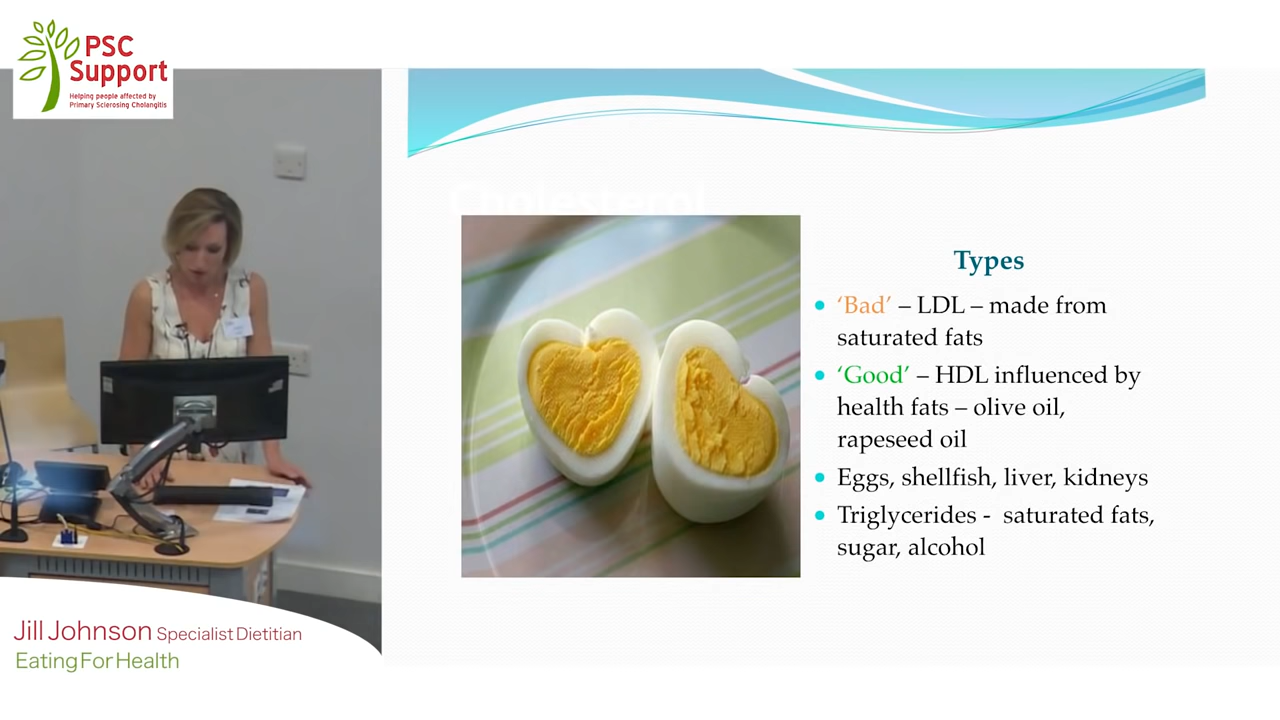 PSC
Support
Helping people affected by
Primary Sclerosing Cholangitis
Cholesterol
Types
‘Bad’ – LDL – made from
saturated fats
‘Good’ – HDL influenced by
health fats – olive oil,
rapeseed oil
Eggs, shellfish, liver, kidneys
Triglycerides - saturated fats,
sugar, alcohol
Jill Johnson Specialist Dietitian
Eating For Health